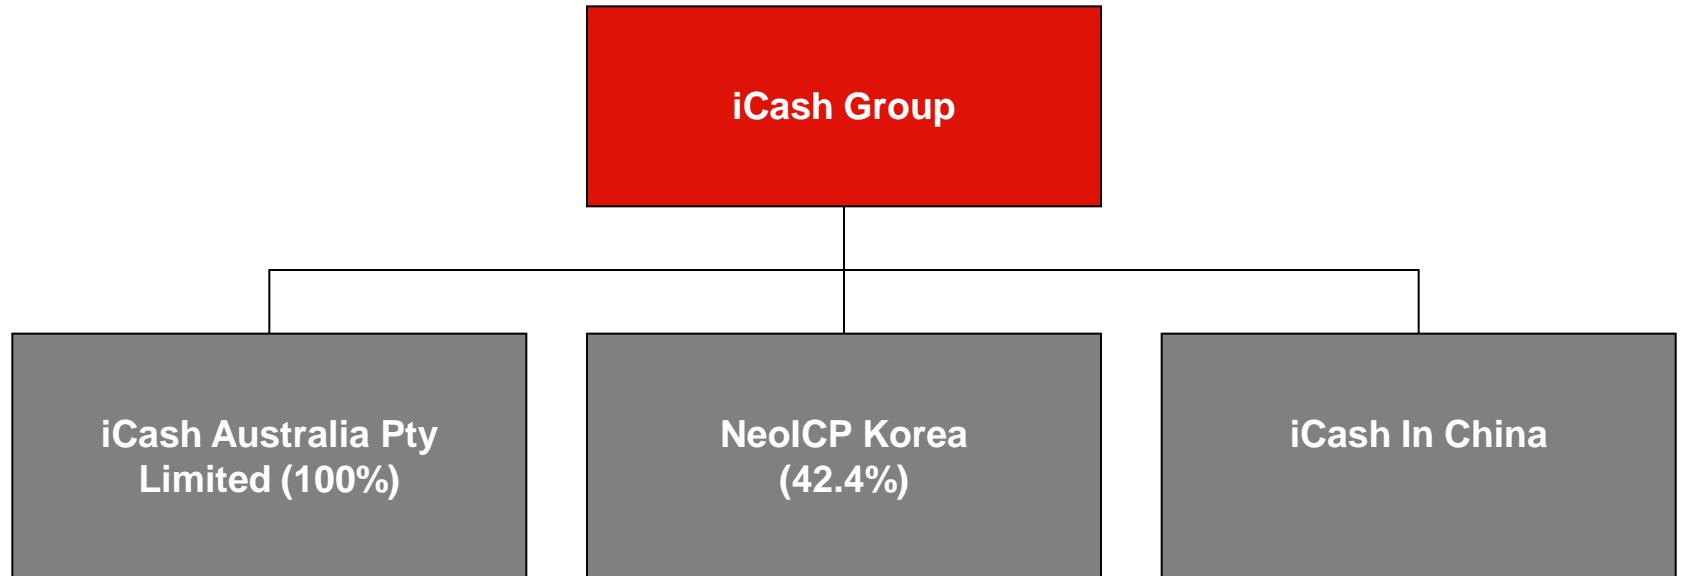 iCash Group
iCash Australia Pty
Limited (100%)
NeoICP Korea
(42.4%)
iCash In China